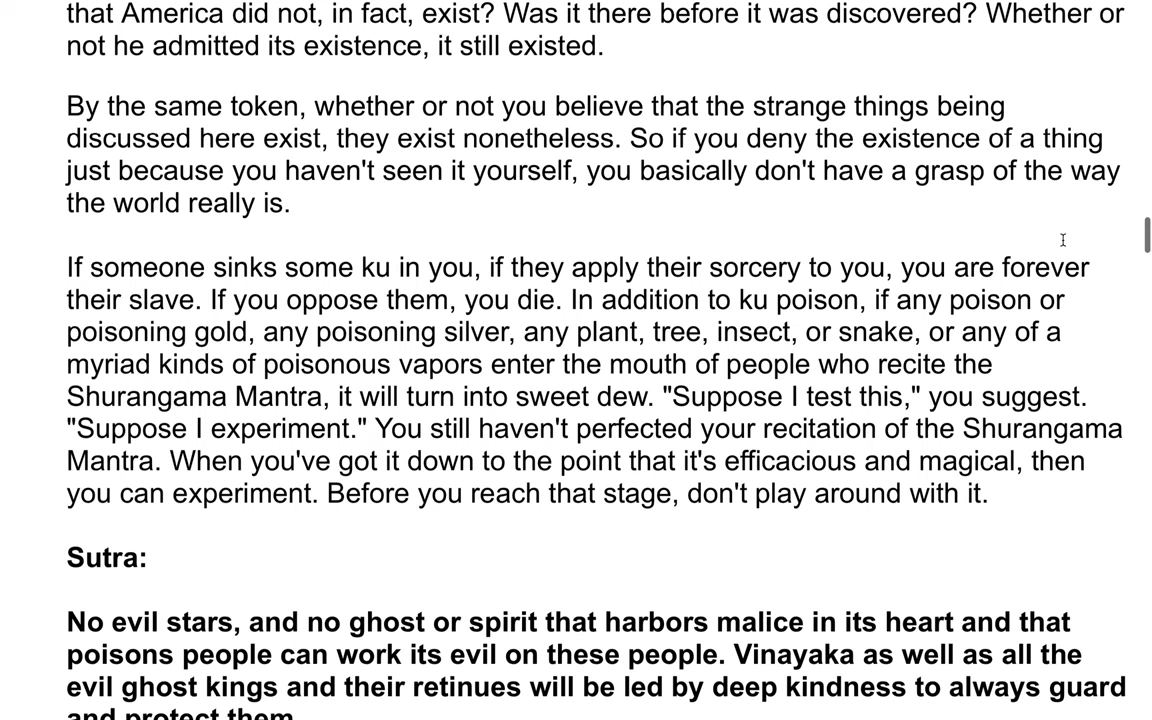 that America did not, in fact, exist? Was it there before it was discovered? Whether or
not he admitted its existence, it still existed.
By the same token, whether or not you believe that the strange things being
discussed here exist, they exist nonetheless. So if you deny the existence of a thing
just because you haven't seen it yourself, you basically don't have a grasp of the way
the world really is.
If someone sinks some ku in you, if they apply their sorcery to you, you are forever
their slave. If you oppose them, you die. In addition to ku poison, if any poison or
poisoning gold, any poisoning silver, any plant, tree, insect, or snake, or any of a
myriad kinds of poisonous vapors enter the mouth of people who recite the
Shurangama Mantra, it will turn into sweet dew. "Suppose I test this," you suggest.
"Suppose I experiment." You still haven't perfected your recitation of the Shurangama
Mantra. When you've got it down to the point that it's efficacious and magical, then
you can experiment. Before you reach that stage, don't play around with it.
Sutra:
No evil stars, and no ghost or spirit that harbors malice in its heart and that
poisons people can work its evil on these people. Vinayaka as well as all the
evil ghost kings and their retinues will be led by deep kindness to always guard
and protect them.